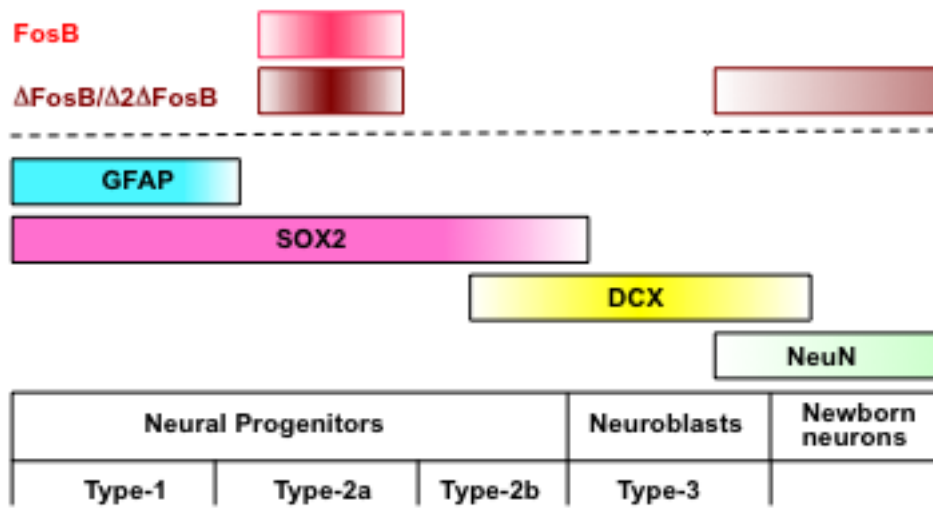 FosB
ΔFosB/Δ2ΔFosB
GFAP
SOX2
DCX
NeuN
Neural Progenitors
Neuroblasts
Newborn
neurons
Type-1
Type-2a
Type-2b
Type-3